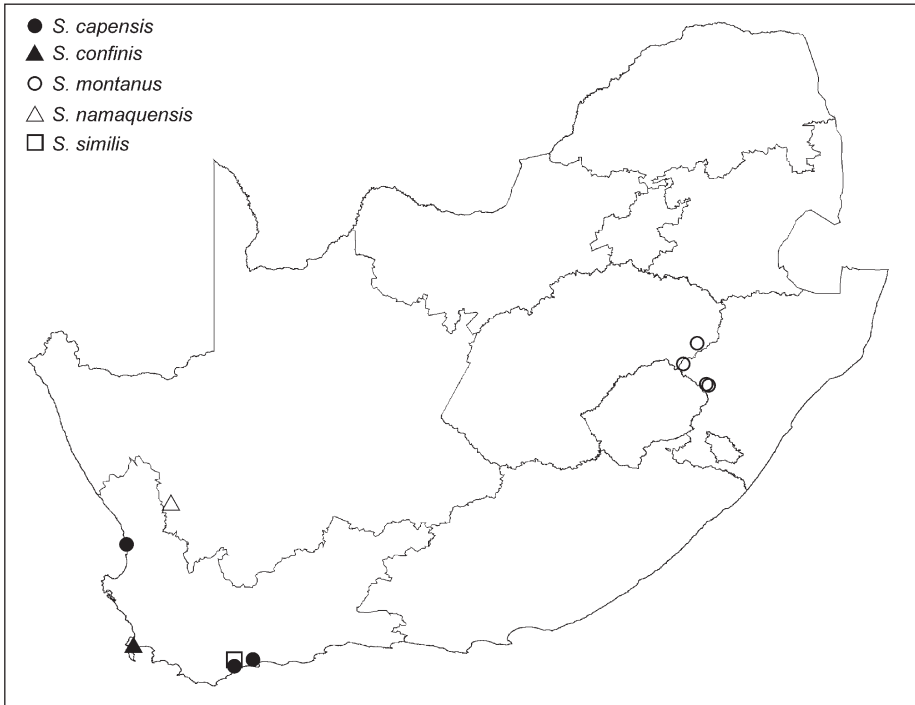 S. capensis
S. confinis
S. montanus
S. namaquensis
S. similis